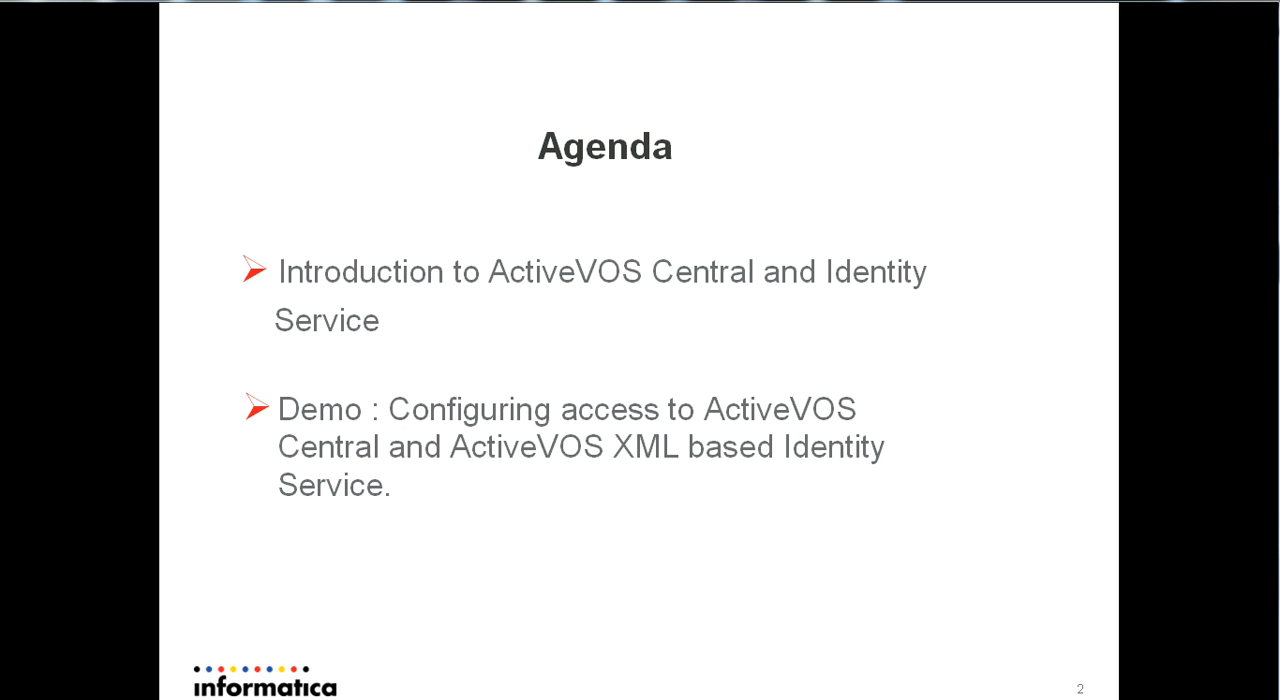 Agenda
Introduction to ActiveVOS Central and Identity
Service
Demo : Configuring access to ActiveVOS
Central and ActiveVOS XML based Identity
Service.
informatica
2